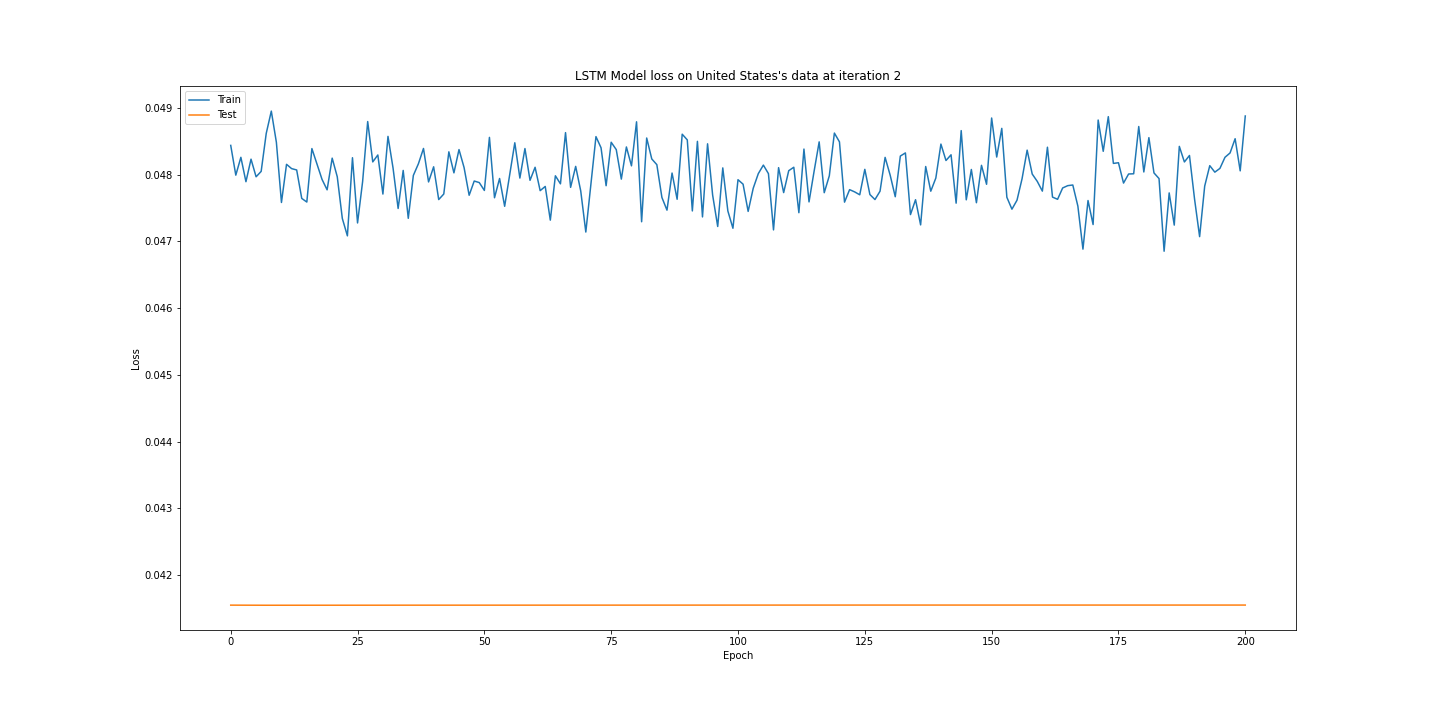 LSTM Model loss on United States's data at iteration 2
Train
Test
0.049
0.048
0.047
0.046
0.045
0.044
0.043
0.042
Loss
0 25 50 75 100 125 150 175 200
Epoch